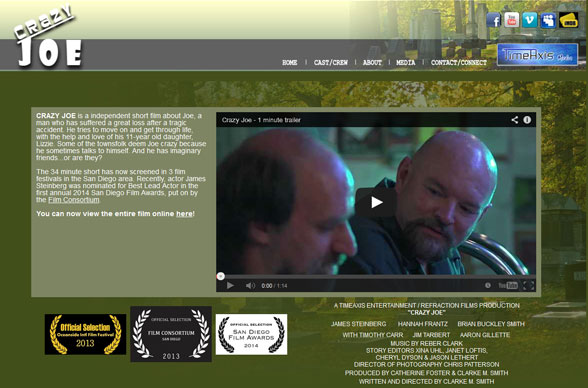 CRAZY
JOE
f
You
Tube
IMDb
TimeAxis Media
HOME | CAST/CREW | ABOUT | MEDIA | CONTACT/CONNECT
CRAZY JOE is a independent short film about Joe, a
man who has suffered a great loss after a tragic
accident. He tries to move on and get through life,
with the help and love of his 11-year old daughter,
Lizzie. Some of the townsfolk deem Joe crazy because
he sometimes talks to himself. And he has imaginary
friends...or are they?
The 34 minute short has now screened in 3 film
festivals in the San Diego area. Recently, actor James
Steinberg was nominated for Best Lead Actor in the
first annual 2014 San Diego Film Awards, put on by
the Film Consortium.
You can now view the entire film online here!
Crazy Joe - 1 minute trailer
0:00 / 1:14
YouTube
Official Selection
Oceanside Intl Film Festival
2013
OFFICIAL SELECTION
FILM CONSORTIUM
SAN DIEGO
2013
OFFICIAL SELECTION
SAN DIEGO
FILM AWARDS
2014
A TIMEAXIS ENTERTAINMENT / REFRACTION FILMS PRODUCTION
"CRAZY JOE"
JAMES STEINBERG HANNAH FRANTZ BRIAN BUCKLEY SMITH
WITH TIMOTHY CARR JIM TARBERT AARON GILLETTE
MUSIC BY REBER CLARK
STORY EDITORS XINA UHL, JANET LOFTIS,
CHERYL DYSON & JASON LETHERT
DIRECTOR OF PHOTOGRAPHY CHRIS PATTERSON
PRODUCED BY CATHERINE FOSTER & CLARKE M. SMITH
WRITTEN AND DIRECTED BY CLARKE M. SMITH